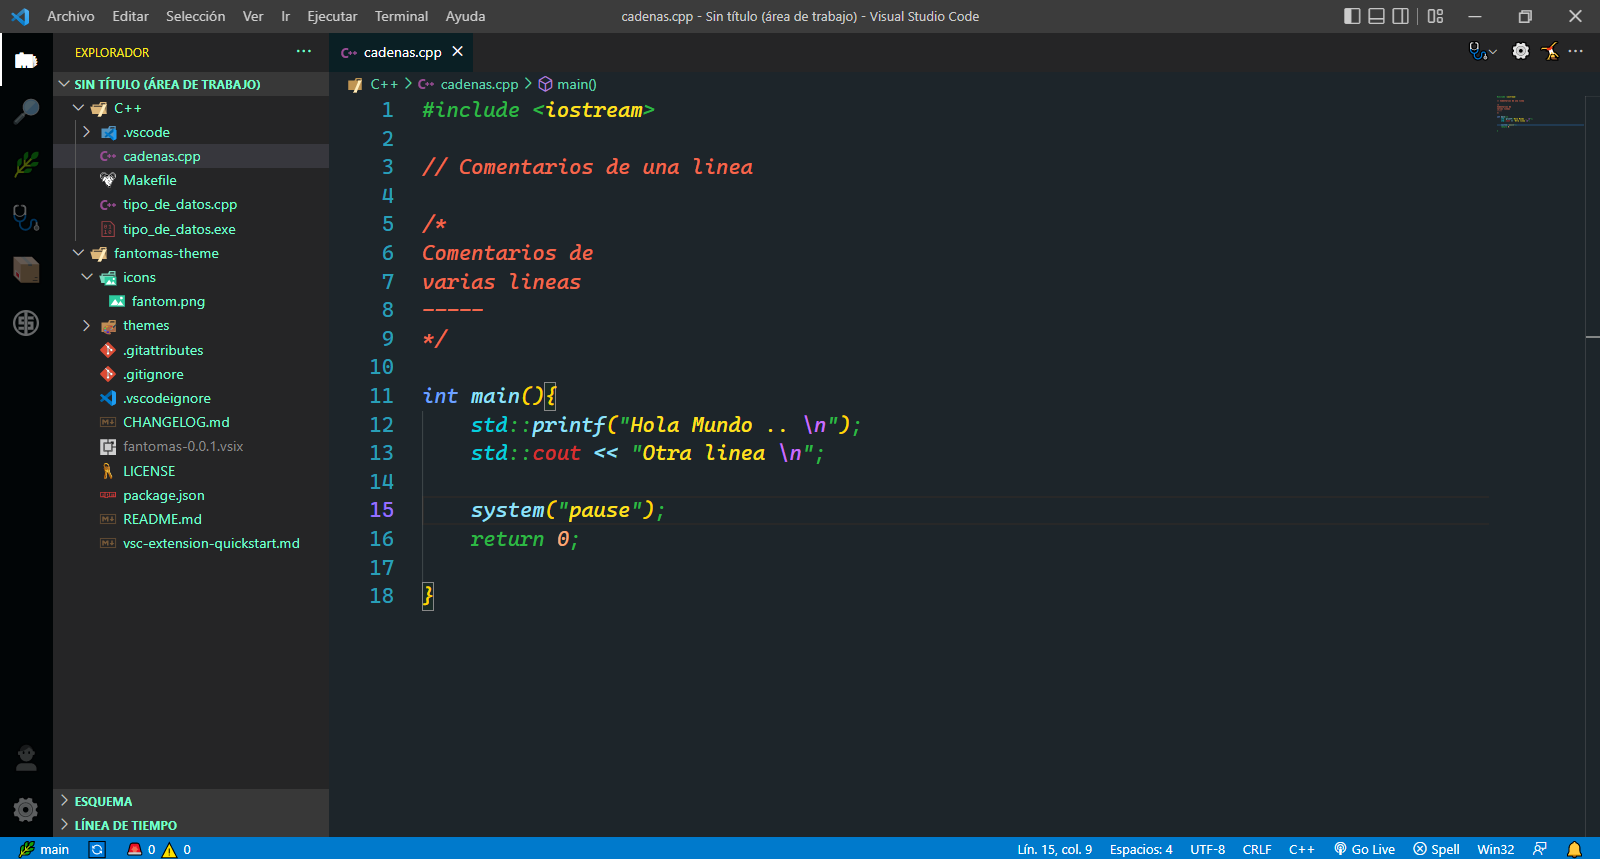 Archivo Editar Selección Ver Ir Ejecutar Terminal Ayuda
cadenas.cpp - Sin título (área de trabajo) - Visual Studio Code
EXPLORADOR
SIN TÍTULO (ÁREA DE TRABAJO)
C++
.vscode
cadenas.cpp
Makefile
tipo_de_datos.cpp
tipo_de_datos.exe
fantomas-theme
icons
fantom.png
themes
.gitattributes
.gitignore
.vscodeignore
CHANGELOG.md
fantomas-0.0.1.vsix
LICENSE
package.json
README.md
vsc-extension-quickstart.md
ESQUEMA
LÍNEA DE TIEMPO
cadenas.cpp
C++ > cadenas.cpp > main()
1 #include <iostream>
2
3 // Comentarios de una linea
4
5 /*
6 Comentarios de
7 varias lineas
8 -----
9 */
10
11 int main(){
12 std::printf("Hola Mundo .. \n");
13 std::cout << "Otra linea \n";
14
15 system("pause");
16 return 0;
17
18 }
main 0 0 Lín. 15, col. 9 Espacios: 4 UTF-8 CRLF C++ Go Live Spell Win32